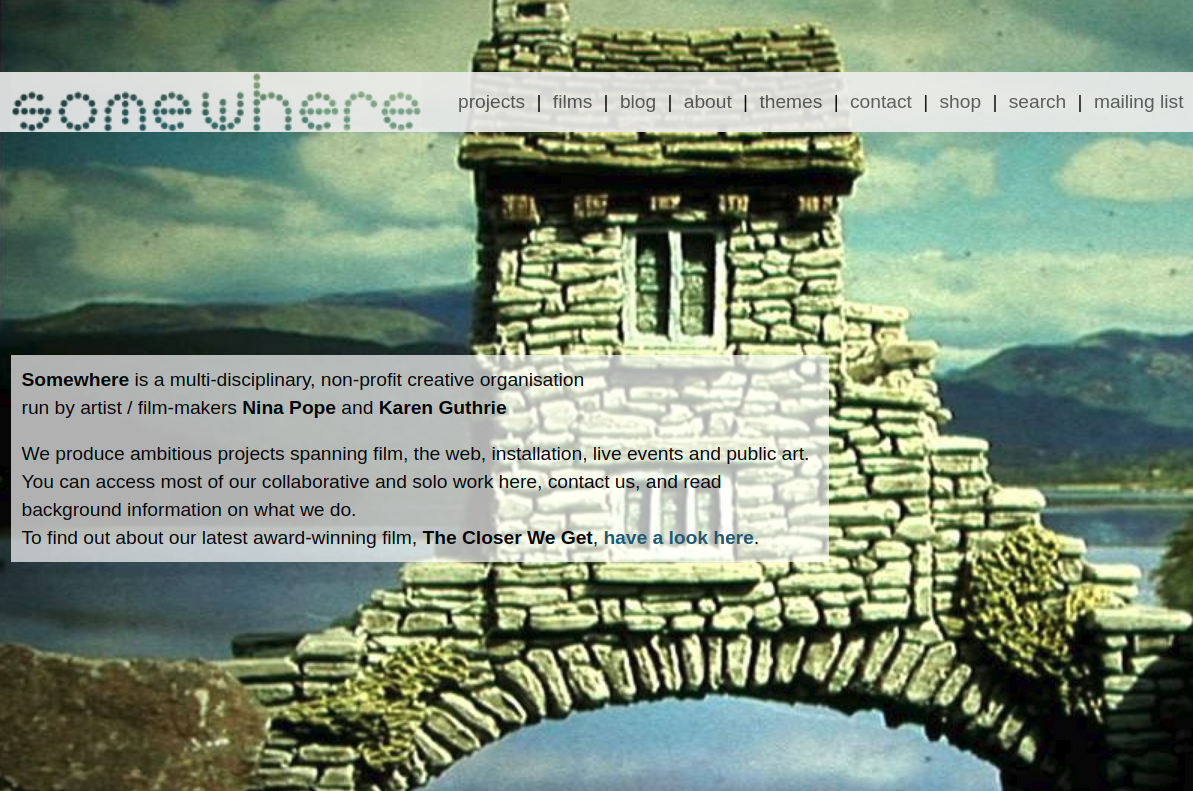 somewhere
projects | films | blog | about | themes | contact | shop | search | mailing list
Somewhere is a multi-disciplinary, non-profit creative organisation
run by artist / film-makers Nina Pope and Karen Guthrie
We produce ambitious projects spanning film, the web, installation, live events and public art.
You can access most of our collaborative and solo work here, contact us, and read
background information on what we do.
To find out about our latest award-winning film, The Closer We Get, have a look here.